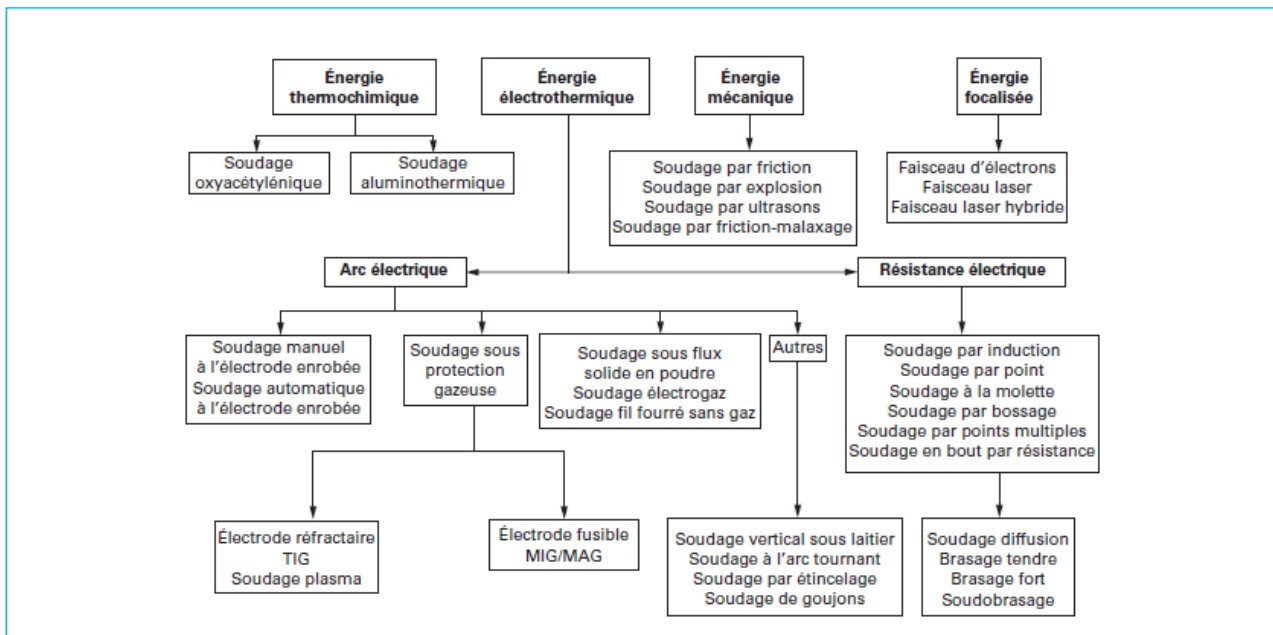 Énergie
thermochimique
Énergie
électrothermique
Énergie
mécanique
Énergie
focalisée
Soudage
oxyacétylénique
Soudage
aluminothermique
Soudage par friction
Soudage par explosion
Soudage par ultrasons
Soudage par friction-malaxage
Faisceau d'électrons
Faisceau laser
Faisceau laser hybride
Arc électrique
Résistance électrique
Soudage manuel
à l'électrode enrobée
Soudage automatique
à l'électrode enrobée
Soudage sous
protection
gazeuse
Soudage sous flux
solide en poudre
Soudage électrogaz
Soudage fil fourré sans gaz
Autres
Soudage par induction
Soudage par point
Soudage à la molette
Soudage par bossage
Soudage par points multiples
Soudage en bout par résistance
Électrode réfractaire
TIG
Soudage plasma
Électrode fusible
MIG/MAG
Soudage vertical sous laitier
Soudage à l'arc tournant
Soudage par étincelage
Soudage de goujons
Soudage diffusion
Brasage tendre
Brasage fort
Soudobrasage